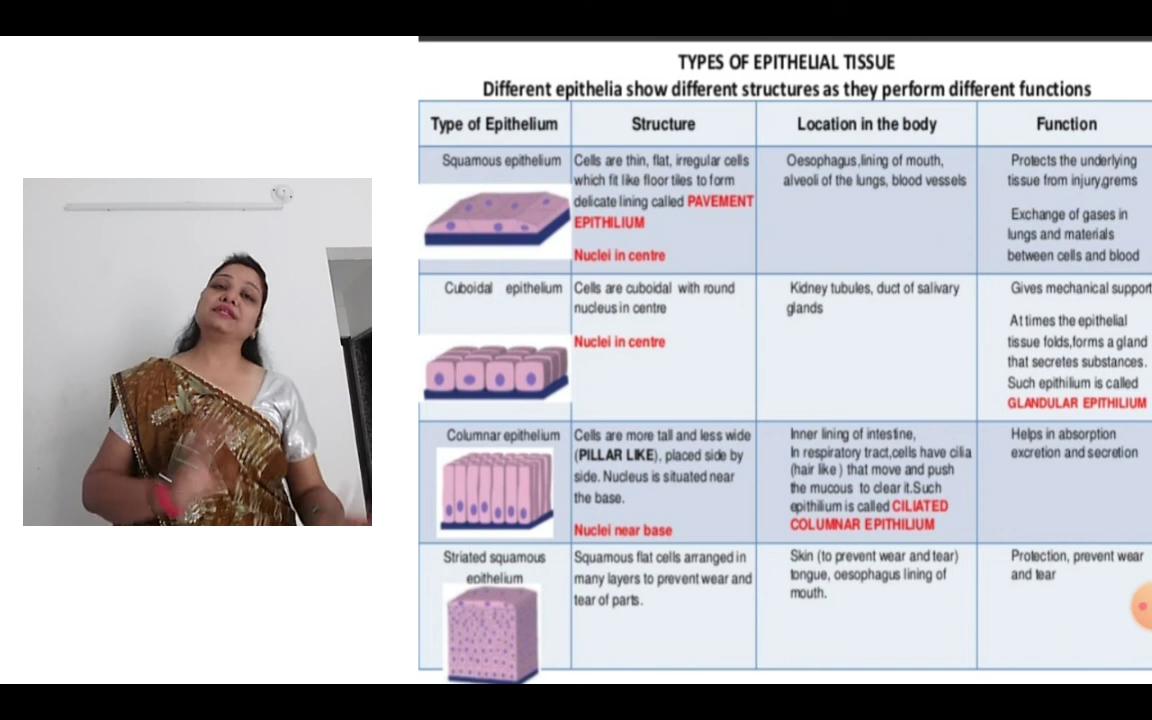 TYPES OF EPITHELIAL TISSUE
Different epithelia show different structures as they perform different functions
Type of Epithelium
Structure
Location in the body
Function
Squamous epithelium
Cells are thin, flat, irregular cells
which fit like floor tiles to form
delicate lining called PAVEMENT
EPITHILIUM
Nuclei in centre
Oesophagus,lining of mouth,
alveoli of the lungs, blood vessels
Protects the underlying
tissue from injury,grems
Exchange of gases in
lungs and materials
between cells and blood
Cuboidal epithelium
Cells are cuboidal with round
nucleus in centre
Nuclei in centre
Kidney tubules, duct of salivary
glands
Gives mechanical support
At times the epithelial
tissue folds,forms a gland
that secretes substances.
Such epithilium is called
GLANDULAR EPITHILIUM
Columnar epithelium
Cells are more tall and less wide
(PILLAR LIKE), placed side by
side. Nucleus is situated near
the base.
Nuclei near base
Inner lining of intestine,
In respiratory tract,cells have cilia
(hair like ) that move and push
the mucous to clear it.Such
epithilium is called CILIATED
COLUMNAR EPITHILIUM
Helps in absorption
excretion and secretion
Striated squamous
epithelium
Squamous flat cells arranged in
many layers to prevent wear and
tear of parts.
Skin (to prevent wear and tear)
tongue, oesophagus lining of
mouth.
Protection, prevent wear
and tear